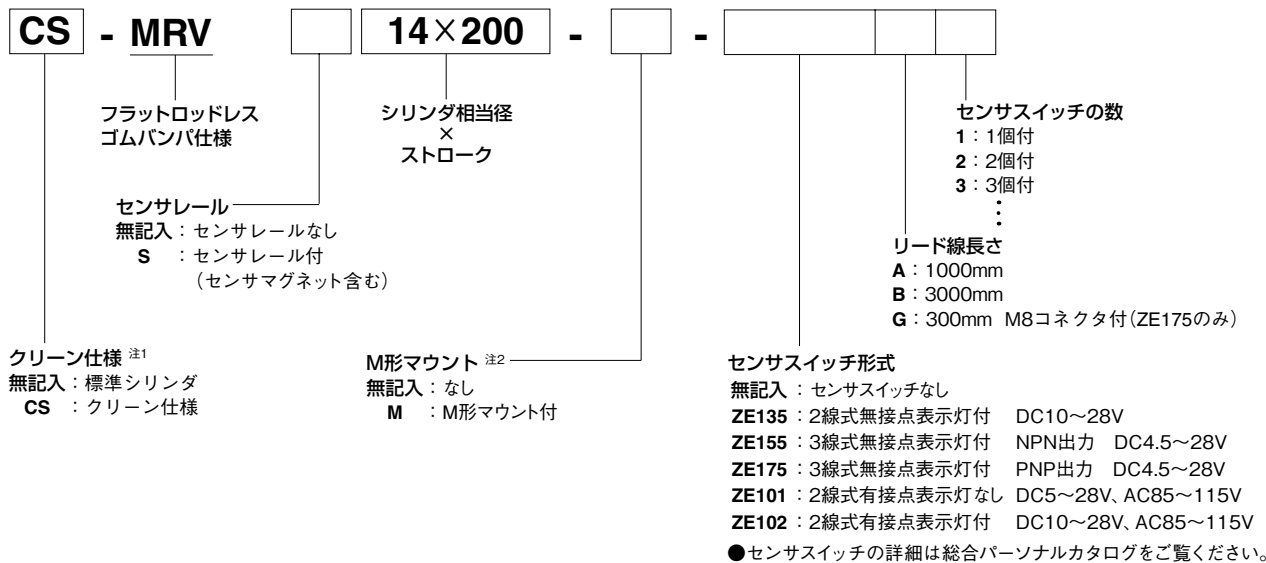 CS - MRV 14×200 - -
フラットロッドレス
ゴムバンパ仕様
シリンダ相当径
×
ストローク
センサスイッチの数
1：1個付
2：2個付
3：3個付
⋮
センサレール
無記入：センサレールなし
S ：センサレール付
（センサマグネット含む）
リード線長さ
A：1000mm
B：3000mm
G：300mm M8コネクタ付（ZE175のみ）
クリーン仕様 注1
無記入：標準シリンダ
CS ：クリーン仕様
M形マウント 注2
無記入：なし
M ：M形マウント付
センサスイッチ形式
無記入：センサスイッチなし
ZE135：2線式無接点表示灯付 DC10～28V
ZE155：3線式無接点表示灯付 NPN出力 DC4.5～28V
ZE175：3線式無接点表示灯付 PNP出力 DC4.5～28V
ZE101：2線式有接点表示灯なし DC5～28V、AC85～115V
ZE102：2線式有接点表示灯付 DC10～28V、AC85～115V
●センサスイッチの詳細は総合パーソナルカタログをご覧ください。